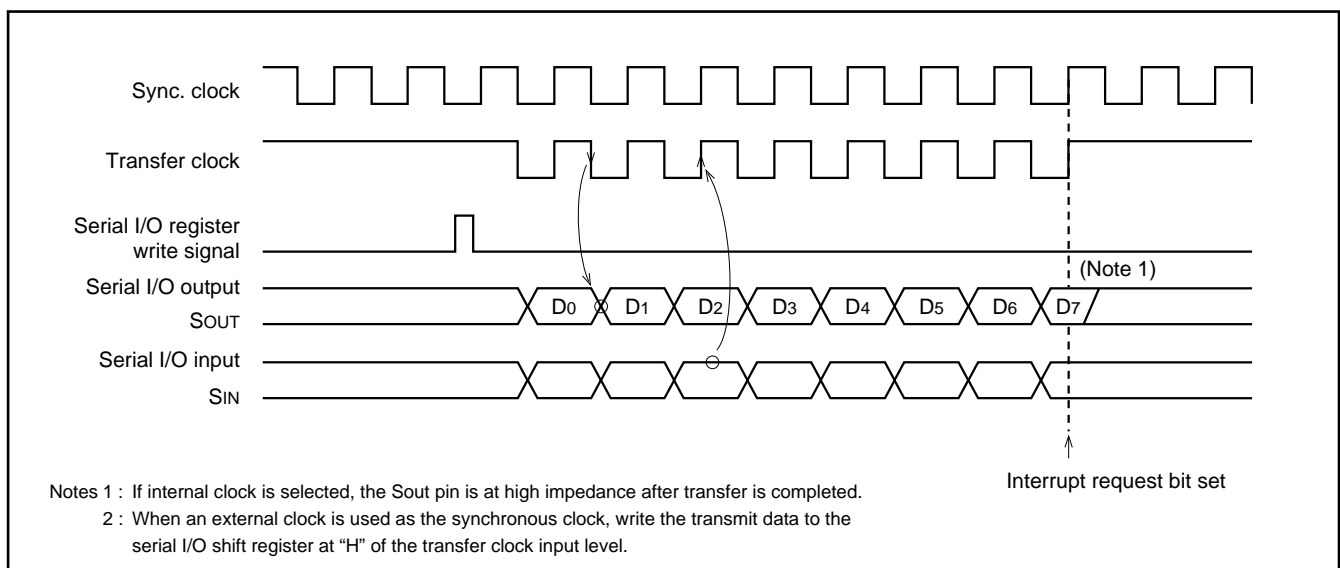 Sync. clock
Transfer clock
Serial I/O register
write signal
(Note 1)
Serial I/O output
SOUT
D0 D1 D2 D3 D4 D5 D6 D7
Serial I/O input
SIN
Interrupt request bit set
Notes 1 : If internal clock is selected, the Sout pin is at high impedance after transfer is completed.
2 : When an external clock is used as the synchronous clock, write the transmit data to the
serial I/O shift register at “H” of the transfer clock input level.